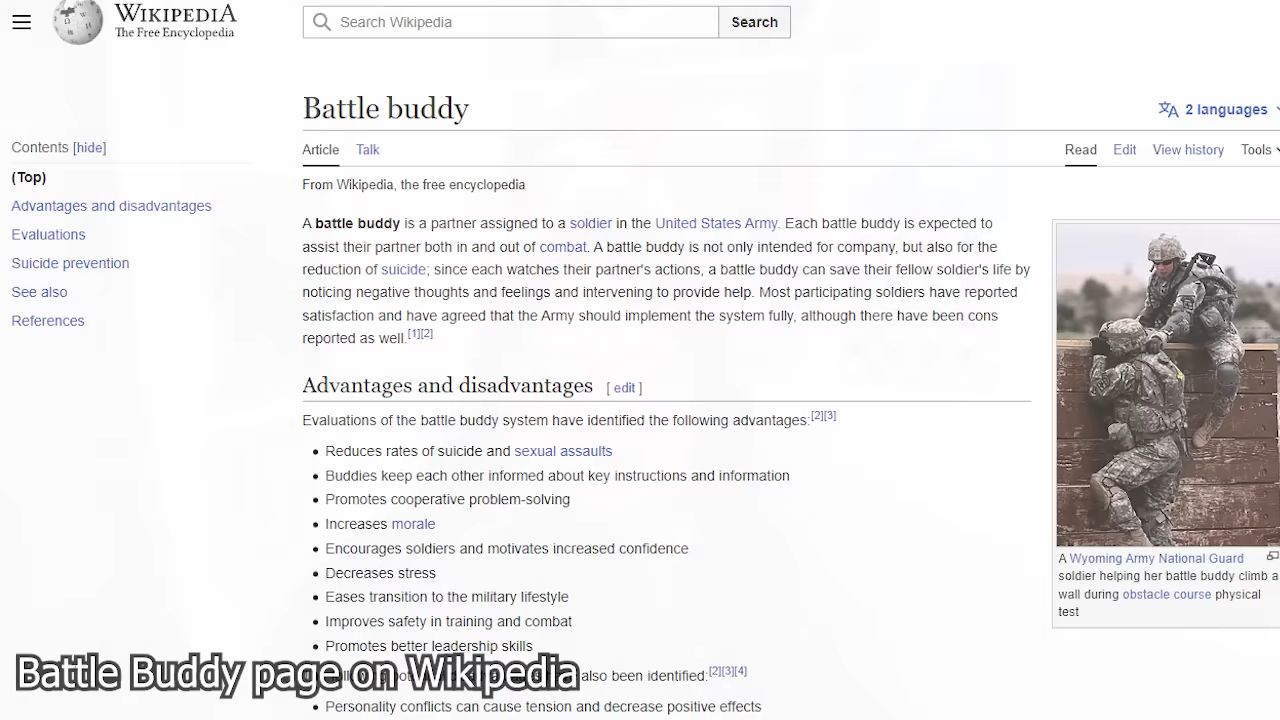 WIKIPEDIA
The Free Encyclopedia
Search Wikipedia
Search
Battle buddy
2 languages
Contents [hide]
(Top)
Advantages and disadvantages
Evaluations
Suicide prevention
See also
References
Article
Talk
Read
Edit
View history
Tools
From Wikipedia, the free encyclopedia
A battle buddy is a partner assigned to a soldier in the United States Army. Each battle buddy is expected to
assist their partner both in and out of combat. A battle buddy is not only intended for company, but also for the
reduction of suicide; since each watches their partner's actions, a battle buddy can save their fellow soldier's life by
noticing negative thoughts and feelings and intervening to provide help. Most participating soldiers have reported
satisfaction and have agreed that the Army should implement the system fully, although there have been cons
reported as well.[1][2]
A Wyoming Army National Guard
soldier helping her battle buddy climb a
wall during obstacle course physical
test
Advantages and disadvantages [ edit ]
Evaluations of the battle buddy system have identified the following advantages:[2][3]
Reduces rates of suicide and sexual assaults
Buddies keep each other informed about key instructions and information
Promotes cooperative problem-solving
Increases morale
Encourages soldiers and motivates increased confidence
Decreases stress
Eases transition to the military lifestyle
Improves safety in training and combat
Promotes better leadership skills
also been identified:[2][3][4]
Personality conflicts can cause tension and decrease positive effects
Battle Buddy page on Wikipedia